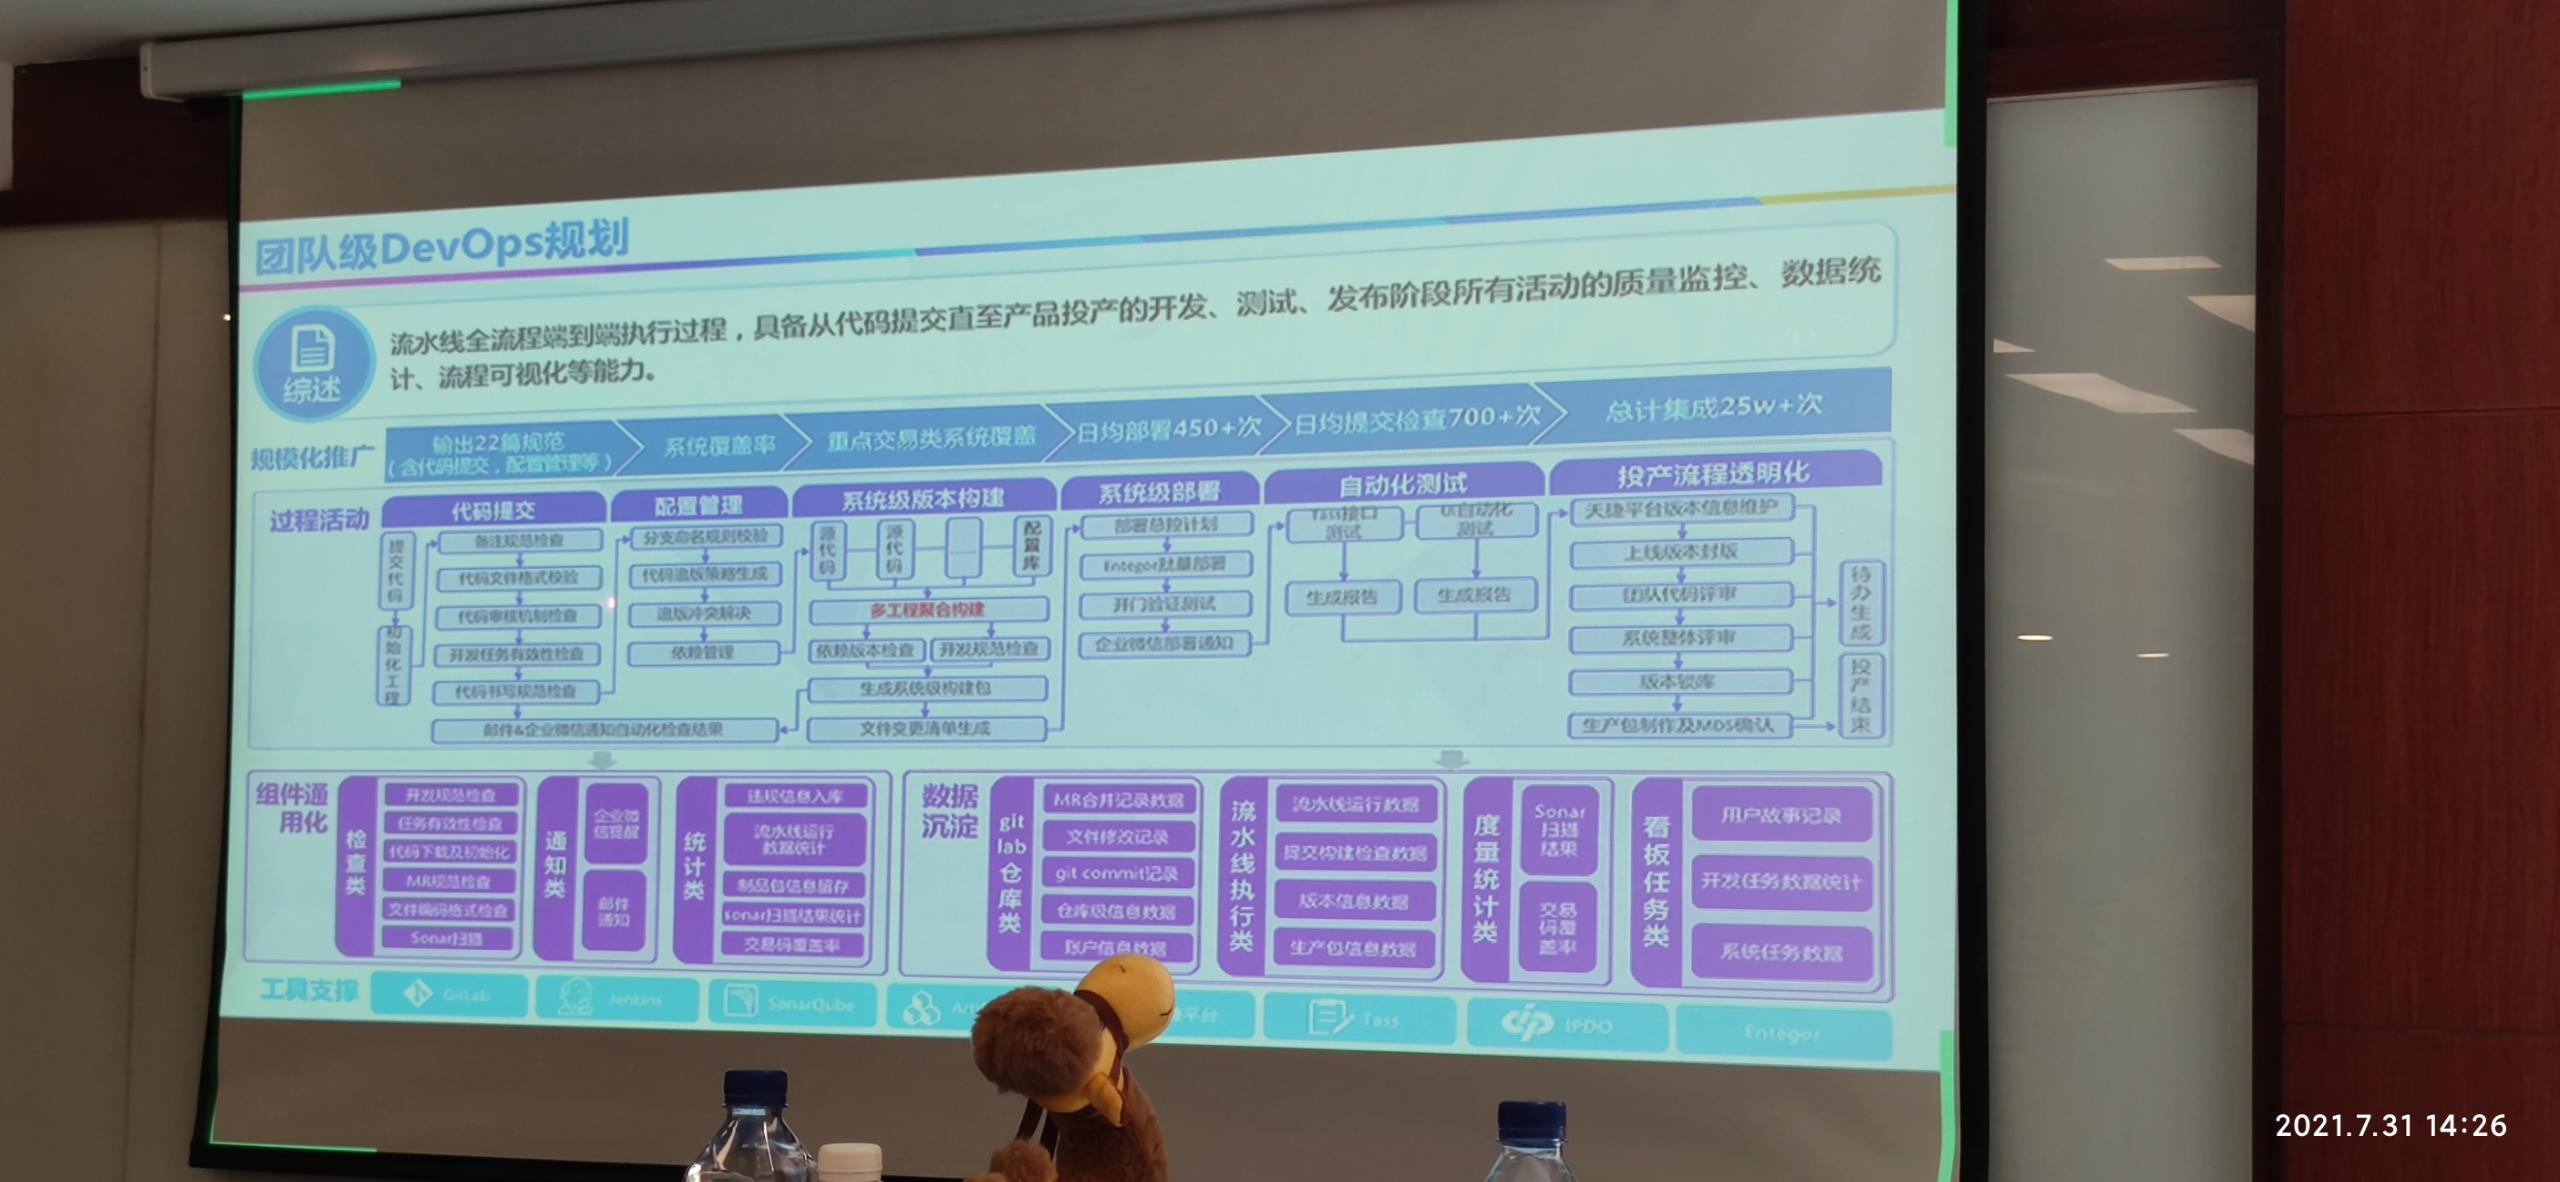 团队级DevOps规划
综述
流水线全流程端到端执行过程，具备从代码提交直至产品投产的开发、测试、发布阶段所有活动的质量监控、数据统
计、流程可视化等能力。
规模化推广
输出22篇规范
（含代码提交，配置管理等）
系统覆盖率
重点交易类系统覆盖
日均部署450+次
日均提交检查700+次
总计集成25w+次
过程活动
代码提交
提交代码
初始化工程
备注规范检查
代码文件格式校验
代码审核机制检查
开发任务有效性检查
代码书写规范检查
邮件&企业微信通知自动化检查结果
配置管理
分支命名规则校验
代码追版策略生成
追版冲突解决
依赖管理
系统级版本构建
源代码
源代码
……
配置库
多工程聚合构建
依赖版本检查
开发规范检查
生成系统级构建包
文件变更清单生成
系统级部署
部署总控计划
Entegor批量部署
开门验证测试
企业微信部署通知
自动化测试
Tass接口
测试
UI自动化
测试
生成报告
生成报告
投产流程透明化
天捷平台版本信息维护
上线版本封版
团队代码评审
系统整体评审
版本锁库
生产包制作及MD5确认
待办生成
投产结束
组件通
用化
检查类
开发规范检查
任务有效性检查
代码下载及初始化
MR规范检查
文件编码格式检查
Sonar扫描
通知类
企业微
信提醒
邮件
通知
统计类
违规信息入库
流水线运行
数据统计
制品包信息留存
sonar扫描结果统计
交易码覆盖率
数据
沉淀
git
lab
仓库类
MR合并记录数据
文件修改记录
git commit记录
仓库级信息数据
账户信息数据
流水线执行类
流水线运行数据
提交构建检查数据
版本信息数据
生产包信息数据
度量统计类
Sonar
扫描
结果
交易
码覆
盖率
看板任务类
用户故事记录
开发任务数据统计
系统任务数据
工具支撑
GitLab
Jenkins
SonarQube
平台
Tass
IPDO
Entegor
2021.7.31 14:26